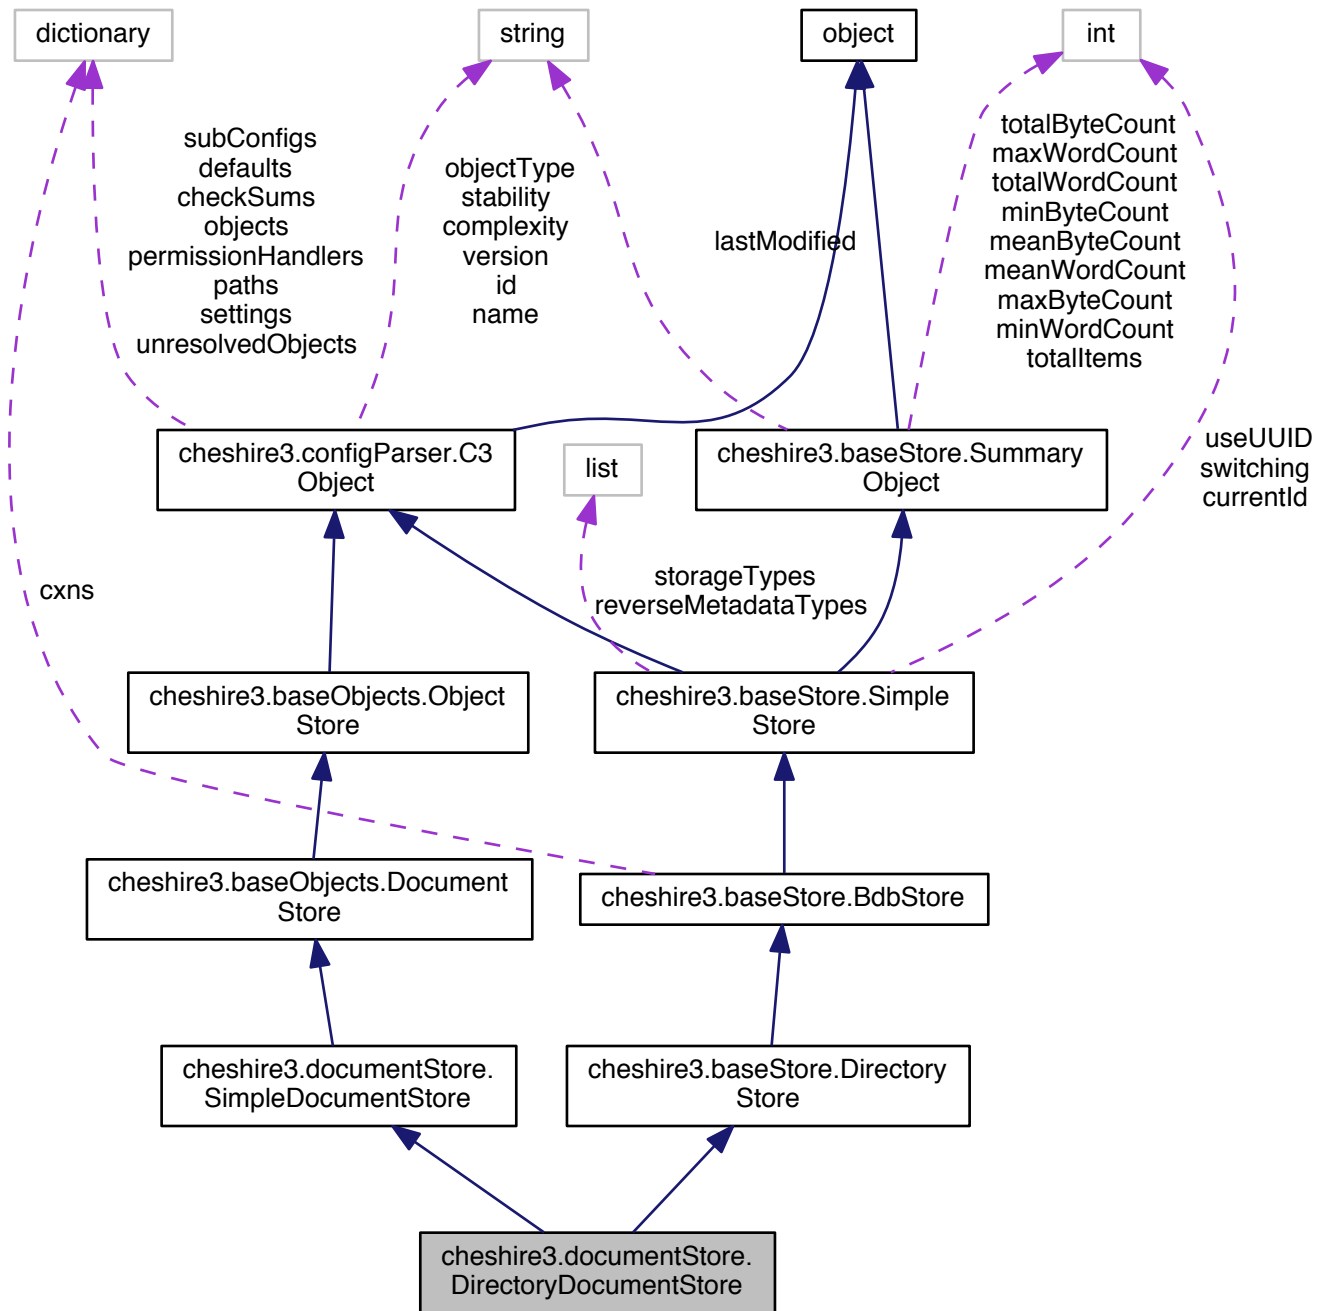 dictionary
string
object
int
subConfigs
defaults
checkSums
objects
permissionHandlers
paths
settings
unresolvedObjects
objectType
stability
complexity
version
id
name
lastModified
totalByteCount
maxWordCount
totalWordCount
minByteCount
meanByteCount
meanWordCount
maxByteCount
minWordCount
totalItems
cheshire3.configParser.C3
Object
list
cheshire3.baseStore.Summary
Object
useUUID
switching
currentId
cxns
storageTypes
reverseMetadataTypes
cheshire3.baseObjects.Object
Store
cheshire3.baseStore.Simple
Store
cheshire3.baseObjects.Document
Store
cheshire3.baseStore.BdbStore
cheshire3.documentStore.
SimpleDocumentStore
cheshire3.baseStore.Directory
Store
cheshire3.documentStore.
DirectoryDocumentStore